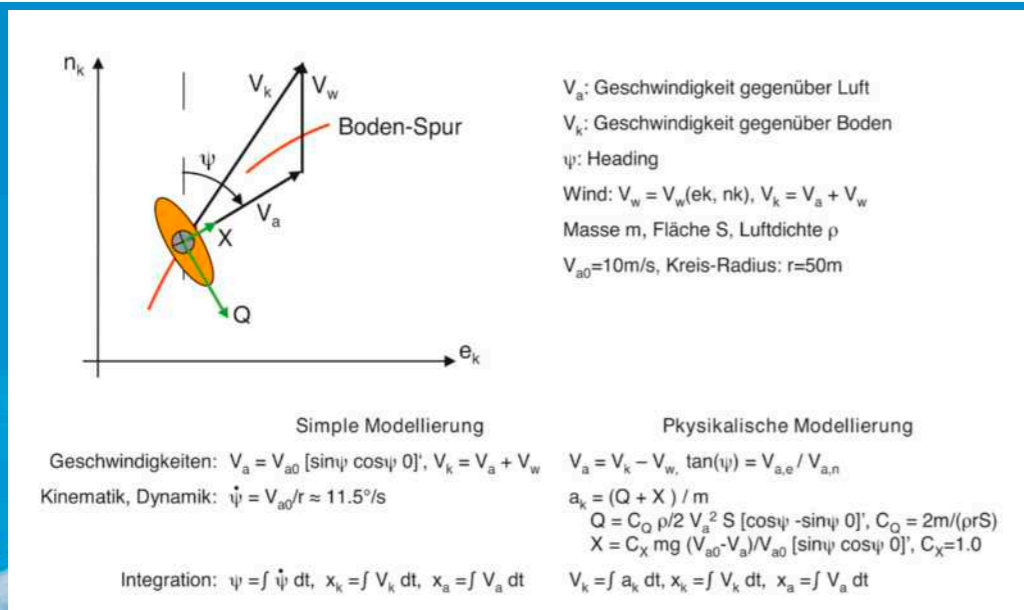 n_k
V_k
V_w
Boden-Spur
ψ
V_a
X
Q
e_k
V_a: Geschwindigkeit gegenüber Luft
V_k: Geschwindigkeit gegenüber Boden
ψ: Heading
Wind: V_w = V_w(ek, nk), V_k = V_a + V_w
Masse m, Fläche S, Luftdichte ρ
V_a0=10m/s, Kreis-Radius: r=50m
Simple Modellierung
Geschwindigkeiten: V_a = V_a0 [sinψ cosψ 0]', V_k = V_a + V_w
Kinematik, Dynamik, ψ̇ = V_a0/r ≈ 11.5°/s
Integration: ψ =∫ ψ̇ dt, x_k =∫ V_k dt, x_a =∫ V_a dt
Pkysikalische Modellierung
V_a = V_k – V_w, tan(ψ) = V_a,e / V_a,n
a_k = (Q + X ) / m
Q = C_Q ρ/2 V_a² S [cosψ -sinψ 0]', C_Q = 2m/(ρrS)
X = C_X mg (V_a0-V_a)/V_a0 [sinψ cosψ 0]', C_X=1.0
V_k =∫ a_k dt, x_k =∫ V_k dt, x_a =∫ V_a dt